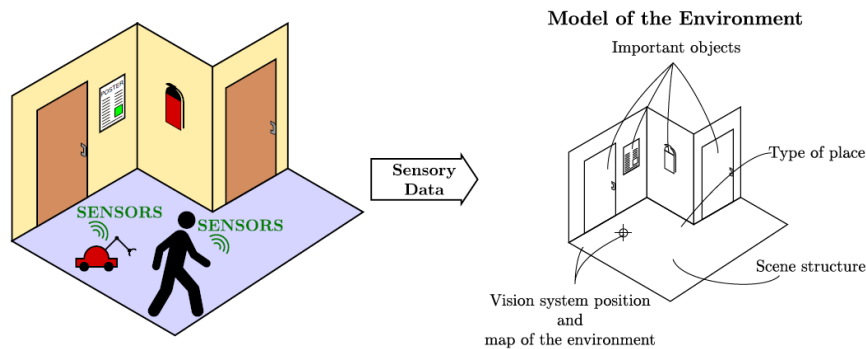 Model of the Environment
Important objects
POSTER
SENSORS
SENSORS
Sensory
Data
Type of place
Scene structure
Vision system position
and
map of the environment